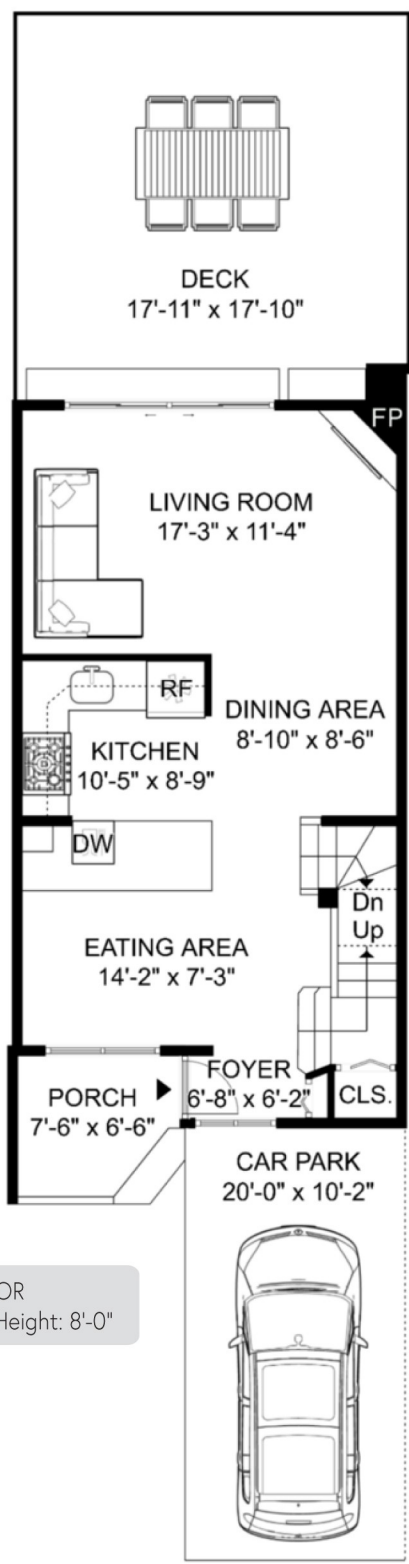 DECK
17'-11" x 17'-10"
FP
LIVING ROOM
17'-3" x 11'-4"
RF
DINING AREA
8'-10" x 8'-6"
KITCHEN
10'-5" x 8'-9"
DW
Dn
Up
EATING AREA
14'-2" x 7'-3"
FOYER
6'-8" x 6'-2"
PORCH
7'-6" x 6'-6"
CLS.
CAR PARK
20'-0" x 10'-2"
OR
Height: 8'-0"